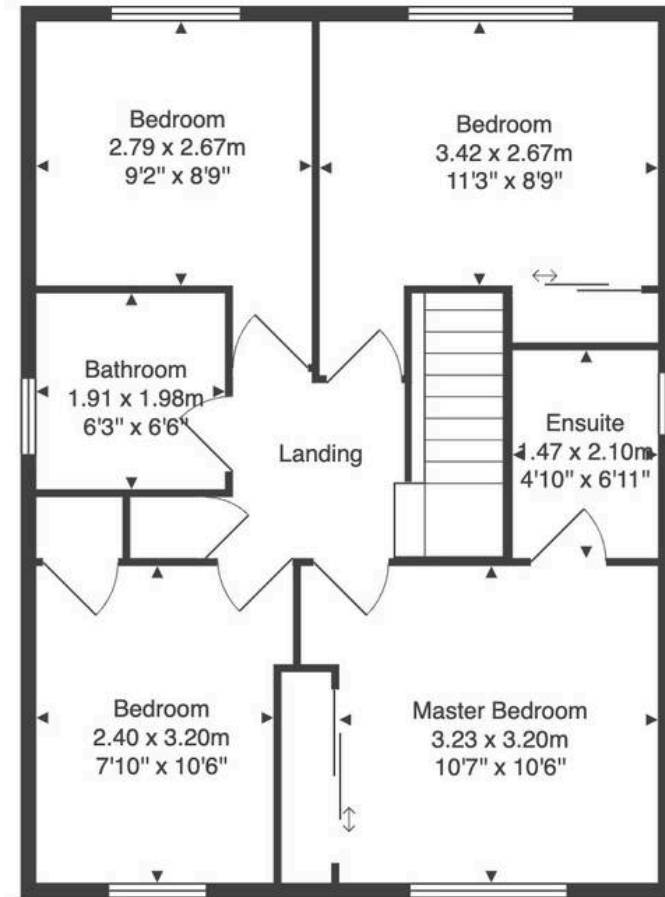 Bedroom
2.79 x 2.67m
9'2" x 8'9"
Bedroom
3.42 x 2.67m
11'3" x 8'9"
Bathroom
1.91 x 1.98m
6'3" x 6'6"
Landing
Ensuite
1.47 x 2.10m
4'10" x 6'11"
Bedroom
2.40 x 3.20m
7'10" x 10'6"
Master Bedroom
3.23 x 3.20m
10'7" x 10'6"